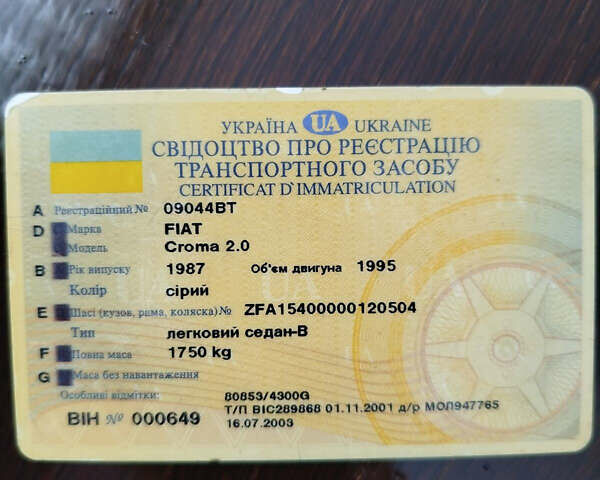 УКРАЇНА UA UKRAINE
СВІДОЦТВО ПРО РЕЄСТРАЦІЮ
ТРАНСПОРТНОГО ЗАСОБУ
CERTIFICAT D'IMMATRICULATION
A Реєстраційний № 09044BT
D Марка FIAT
Модель Croma 2.0
B Рік випуску 1987 Об'єм двигуна 1995
Колір сірий
E Шасі (кузов, рама, коляска) № ZFA15400000120504
Тип легковий седан-В
F Повна маса 1750 kg
G Маса без навантаження
Особливі відмітки: 80853/4300G
Т/П ВІС289868 01.11.2001 д/р МОЛ947765
ВІН № 000649 16.07.2003